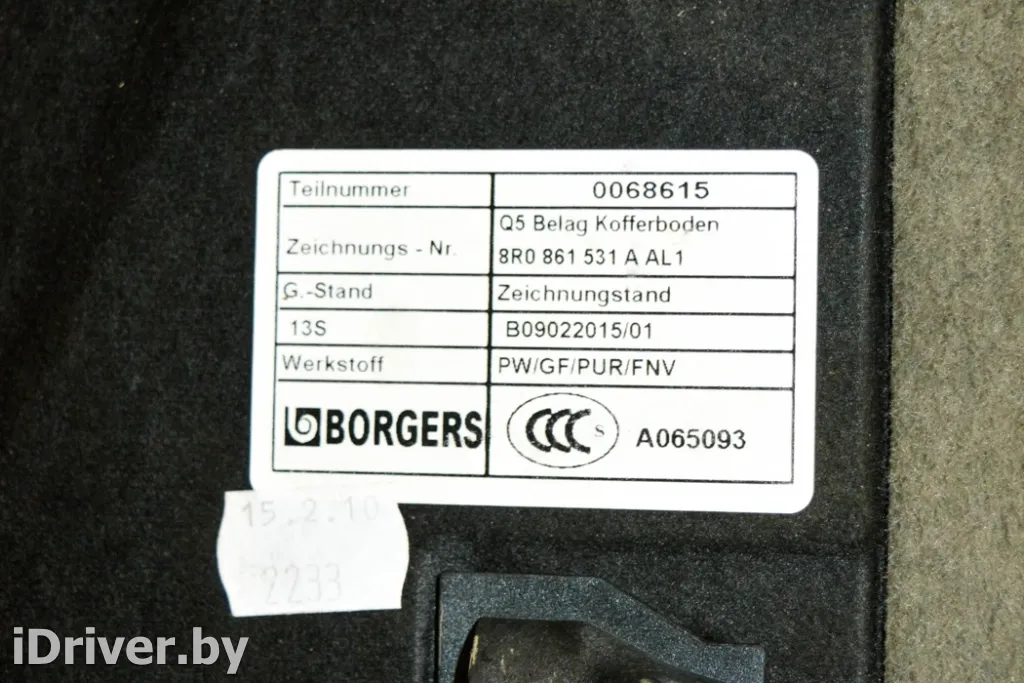 Teilnummer 0068615
Zeichnungs - Nr. Q5 Belag Kofferboden
8R0 861 531 A AL1
G.-Stand Zeichnungstand
13S B09022015/01
Werkstoff PW/GF/PUR/FNV
BORGERS CCC S A065093
15.2.10
2233
iDriver.by